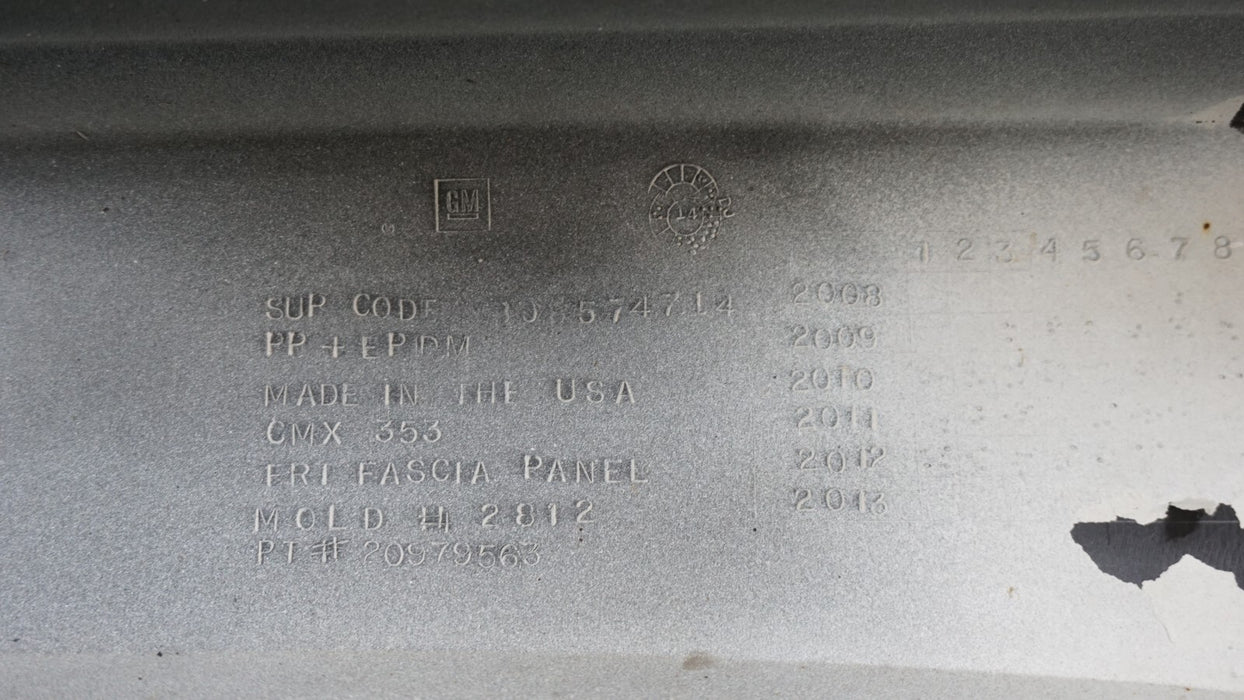 GM
14
1 2 3 4 5 6 7 8
SUP CODE 10 574714
PP + EPDM
MADE IN THE USA
CMX 353
FRT FASCIA PANEL
MOLD # 2812
PT# 20979563
2008
2009
2010
2011
2012
2013